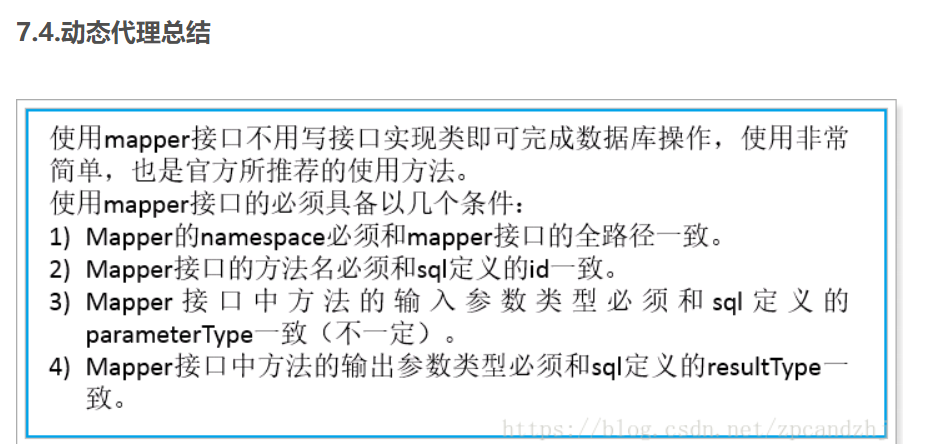 7.4.动态代理总结
使用mapper接口不用写接口实现类即可完成数据库操作，使用非常
简单，也是官方所推荐的使用方法。
使用mapper接口的必须具备以几个条件：
1) Mapper的namespace必须和mapper接口的全路径一致。
2) Mapper接口的方法名必须和sql定义的id一致。
3) Mapper接口中方法的输入参数类型必须和sql定义的
parameterType一致（不一定）。
4) Mapper接口中方法的输出参数类型必须和sql定义的resultType一
致。
https://blog.csdn.net/zpcandzhj